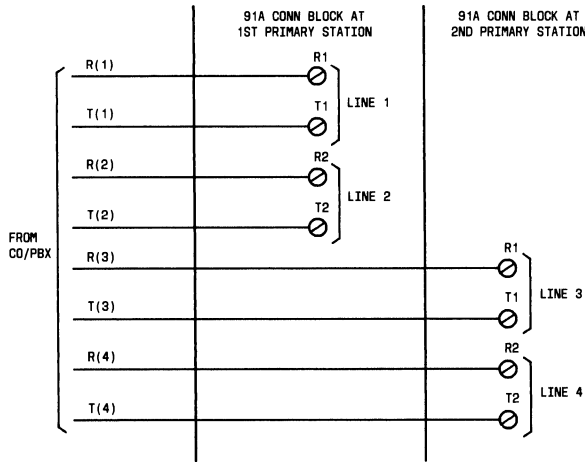 91A CONN BLOCK AT
1ST PRIMARY STATION
91A CONN BLOCK AT
2ND PRIMARY STATION
R(1)
R1
T(1)
T1
LINE 1
R(2)
R2
T(2)
T2
LINE 2
FROM
CO/PBX
R(3)
R1
T(3)
T1
LINE 3
R(4)
R2
T(4)
T2
LINE 4